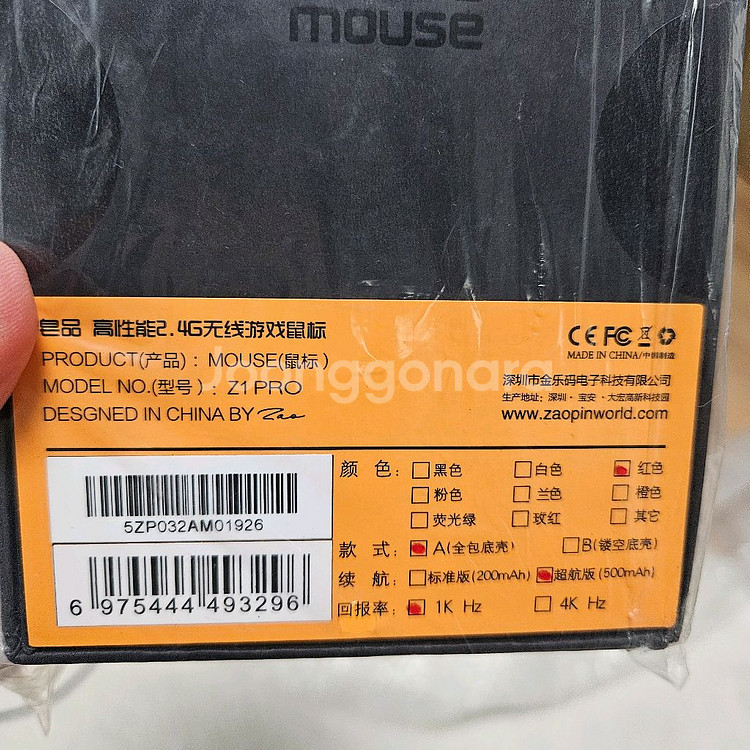 mouse
皂品 高性能2.4G无线游戏鼠标
PRODUCT(产品): MOUSE(鼠标)
MODEL NO.(型号): Z1 PRO
DESGNED IN CHINA BY Zao
CE FC
MADE IN CHINA/中国制造
深圳市金乐码电子科技有限公司
生产地址: 深圳·宝安·大宏高新科技园
www.zaopinworld.com
Joonggonara
5ZP032AM01926
6 975444 493296
颜 色: 黑色 白色 红色
粉色 兰色 橙色
荧光绿 玫红 其它
款 式: A(全包底壳) B(镂空底壳)
续 航: 标准版(200mAh) 超航版(500mAh)
回报率: 1K Hz 4K Hz